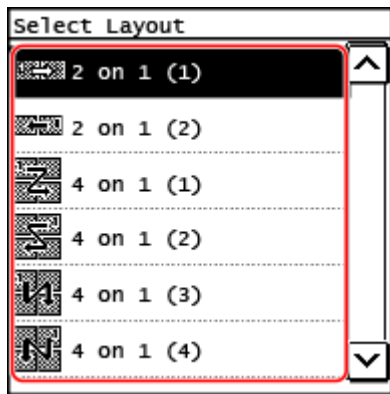 Select Layout
2 on 1 (1)
2 on 1 (2)
4 on 1 (1)
4 on 1 (2)
4 on 1 (3)
4 on 1 (4)